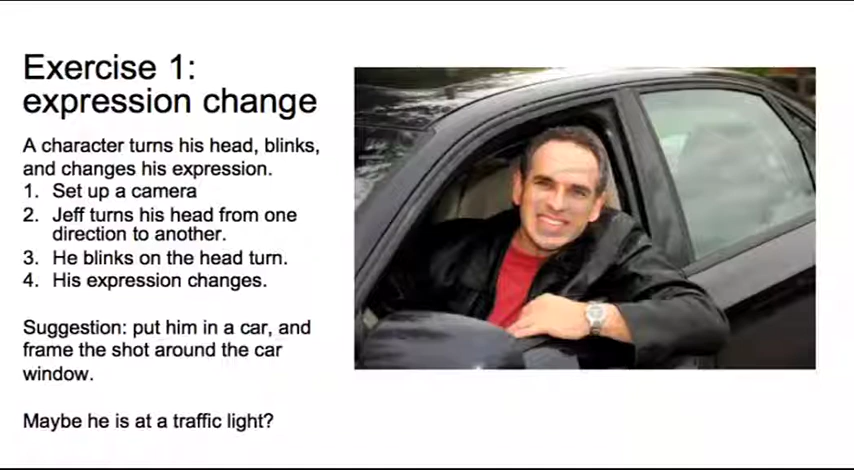 Exercise 1:
expression change
A character turns his head, blinks,
and changes his expression.
1. Set up a camera
2. Jeff turns his head from one
direction to another.
3. He blinks on the head turn.
4. His expression changes.
Suggestion: put him in a car, and
frame the shot around the car
window.
Maybe he is at a traffic light?